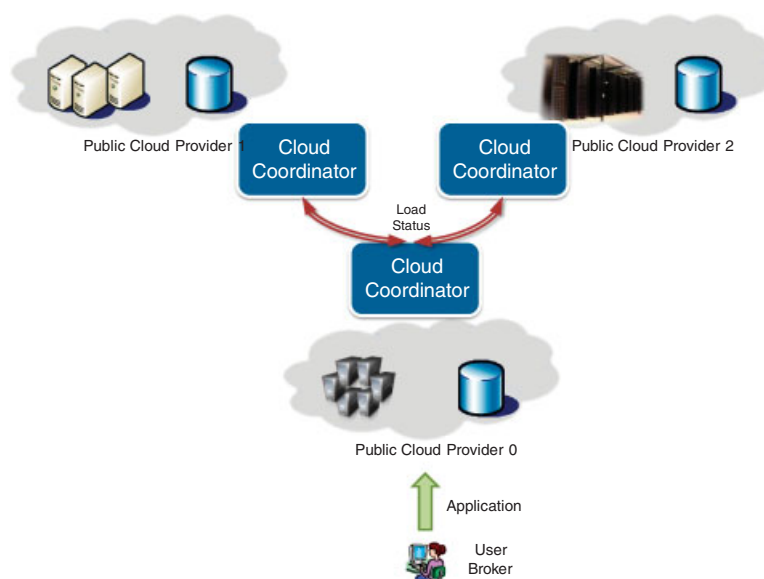 Public Cloud Provider 1
Cloud
Coordinator
Cloud
Coordinator
Public Cloud Provider 2
Load
Status
Cloud
Coordinator
Public Cloud Provider 0
Application
User
Broker